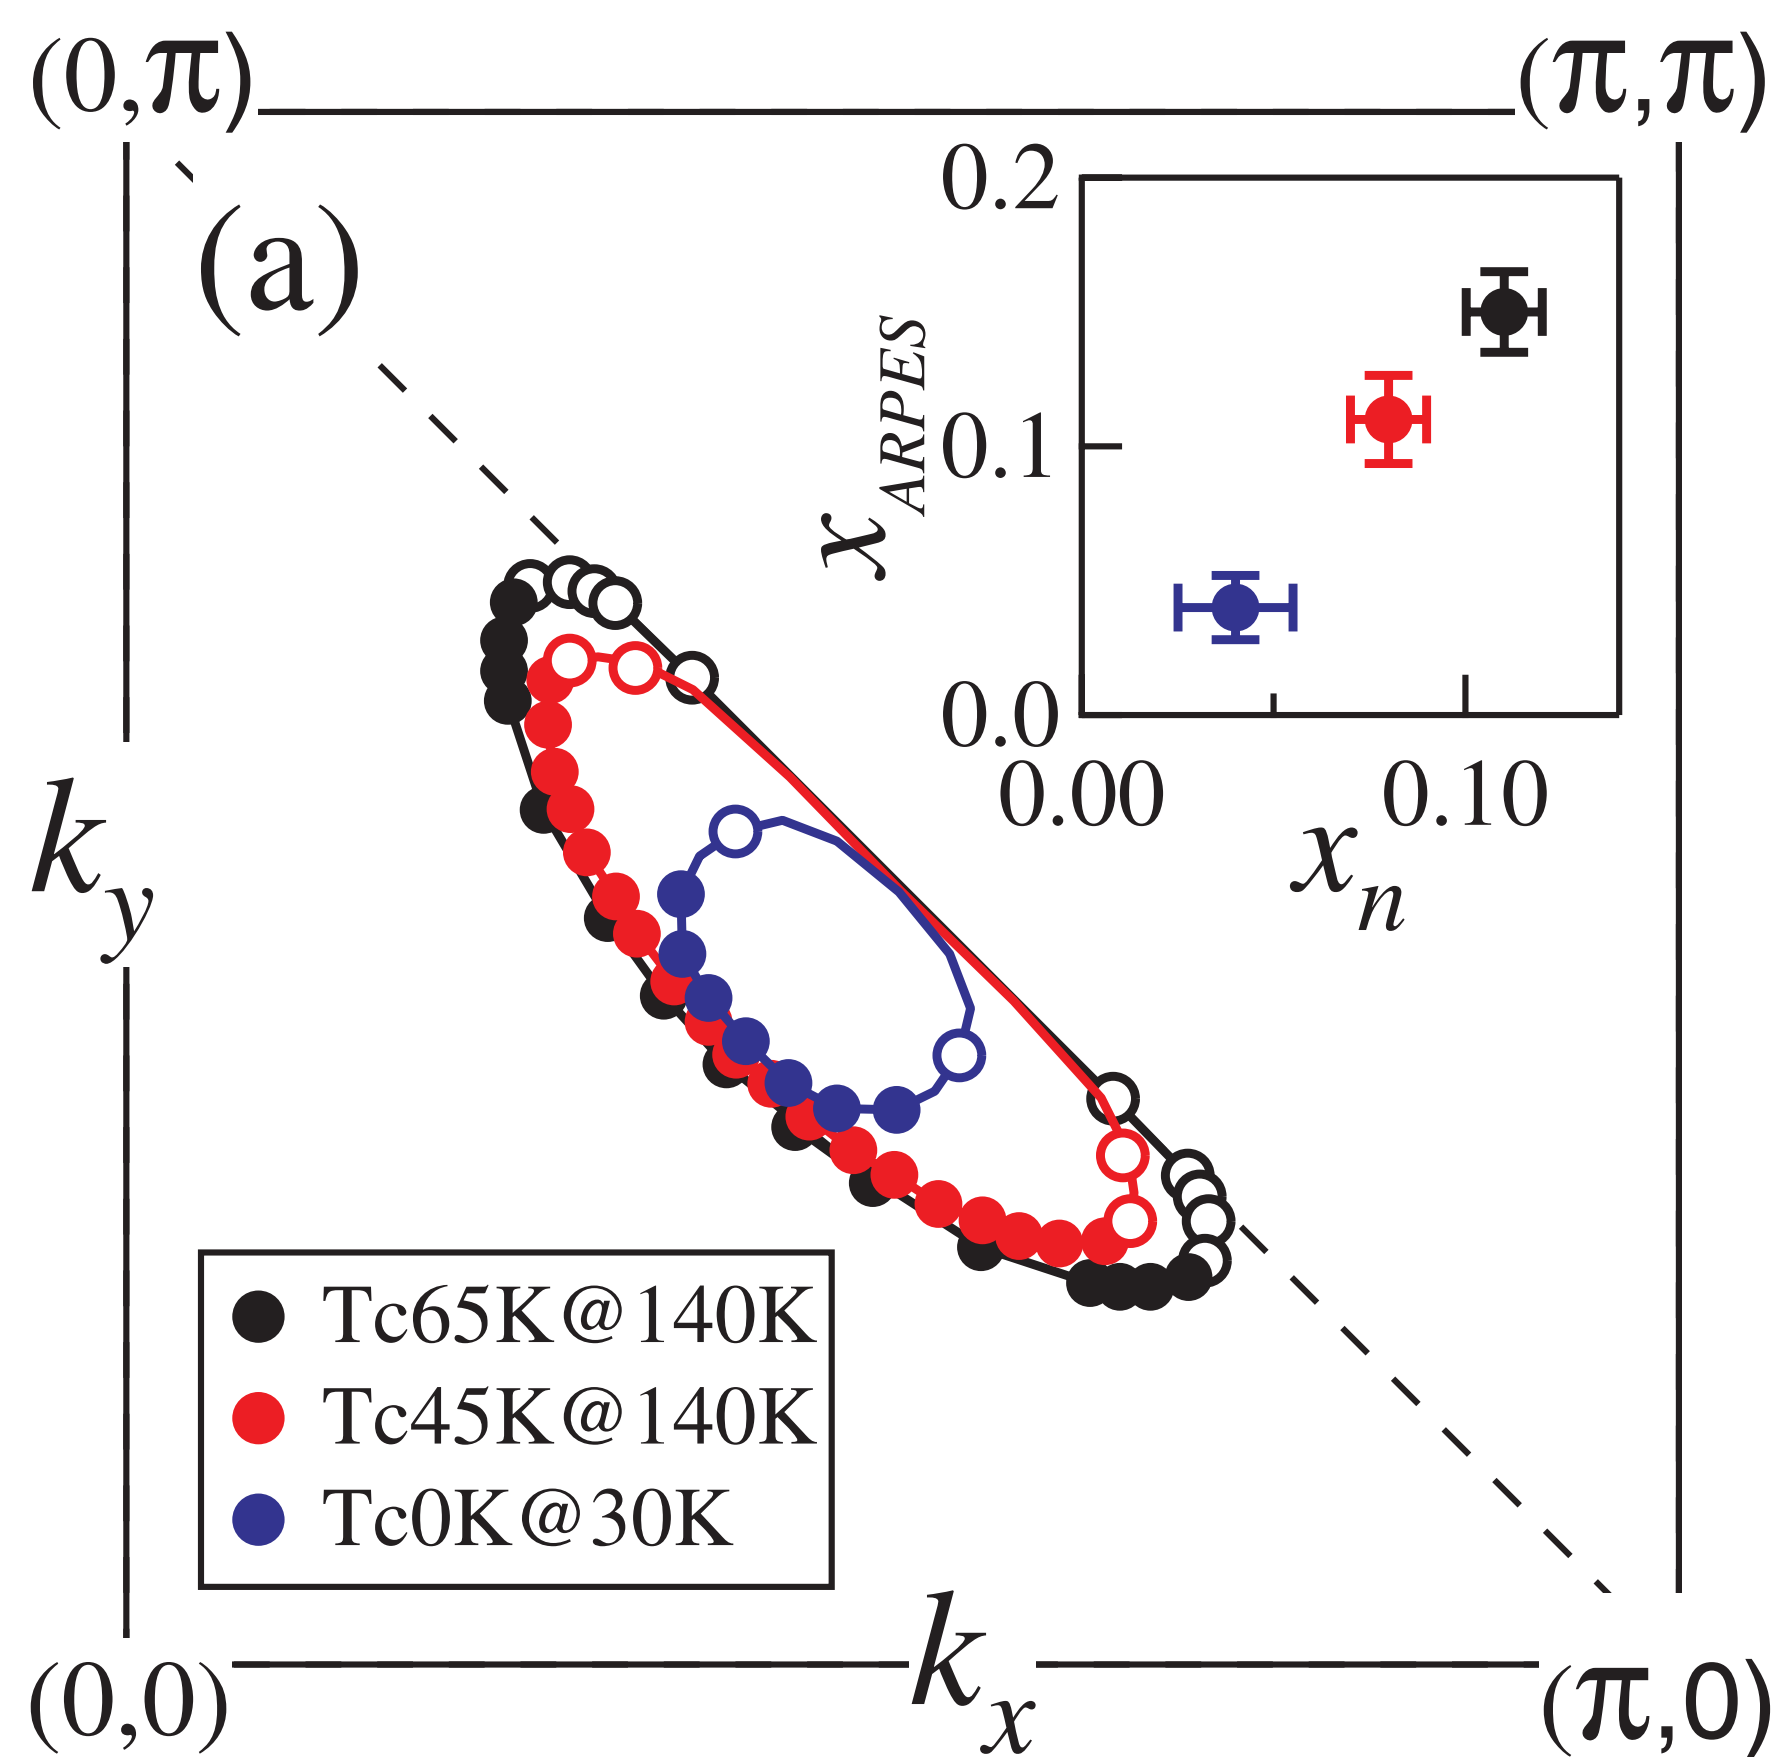 (0,π)
(π,π)
(a)
0.2
0.1
0.0
x_ARPES
0.00
0.10
x_n
k_y
Tc65K@140K
Tc45K@140K
Tc0K@30K
(0,0)
k_x
(π,0)